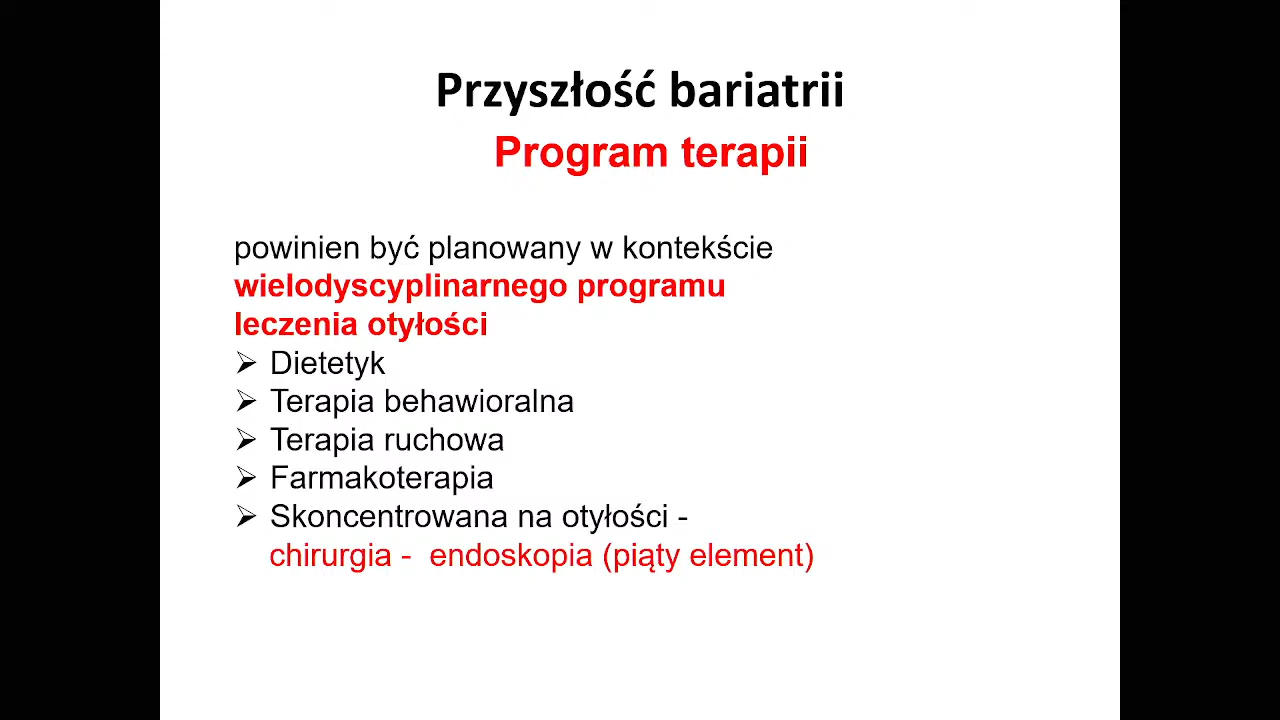 Przyszłość bariatrii
Program terapii
powinien być planowany w kontekście
wielodyscyplinarnego programu
leczenia otyłości
➢ Dietetyk
➢ Terapia behawioralna
➢ Terapia ruchowa
➢ Farmakoterapia
➢ Skoncentrowana na otyłości -
chirurgia - endoskopia (piąty element)